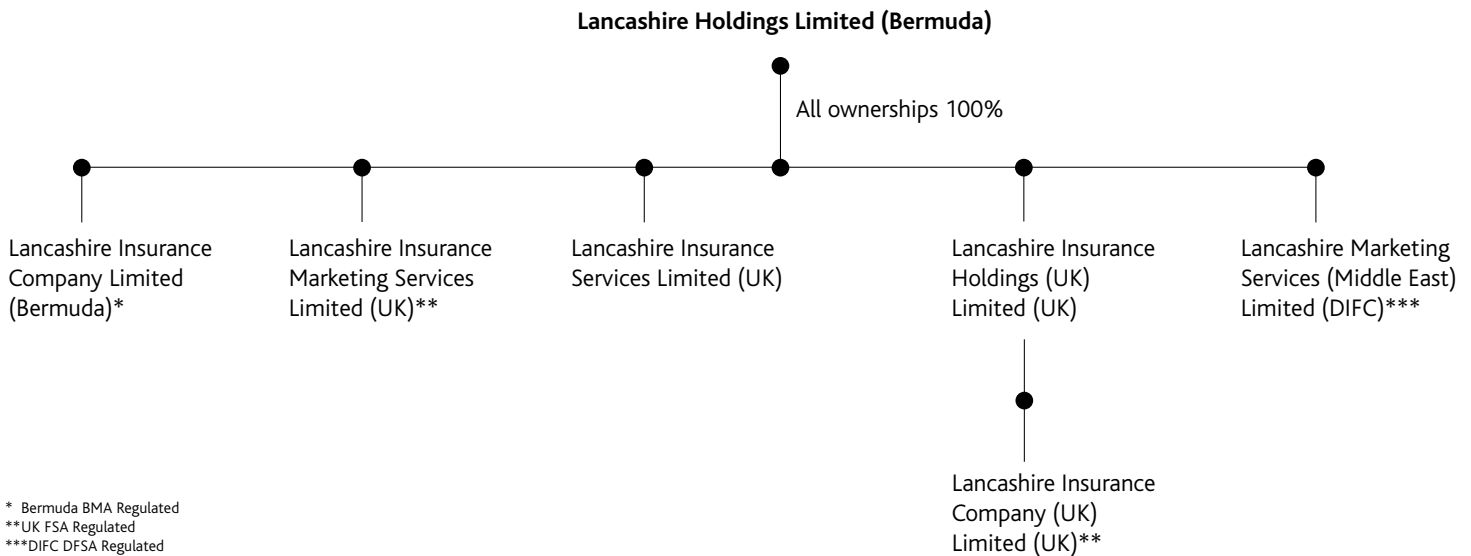 Lancashire Holdings Limited (Bermuda)
All ownerships 100%
Lancashire Insurance
Company Limited
(Bermuda)*
Lancashire Insurance
Marketing Services
Limited (UK)**
Lancashire Insurance
Services Limited (UK)
Lancashire Insurance
Holdings (UK)
Limited (UK)
Lancashire Marketing
Services (Middle East)
Limited (DIFC)***
Lancashire Insurance
Company (UK)
Limited (UK)**
* Bermuda BMA Regulated
**UK FSA Regulated
***DIFC DFSA Regulated